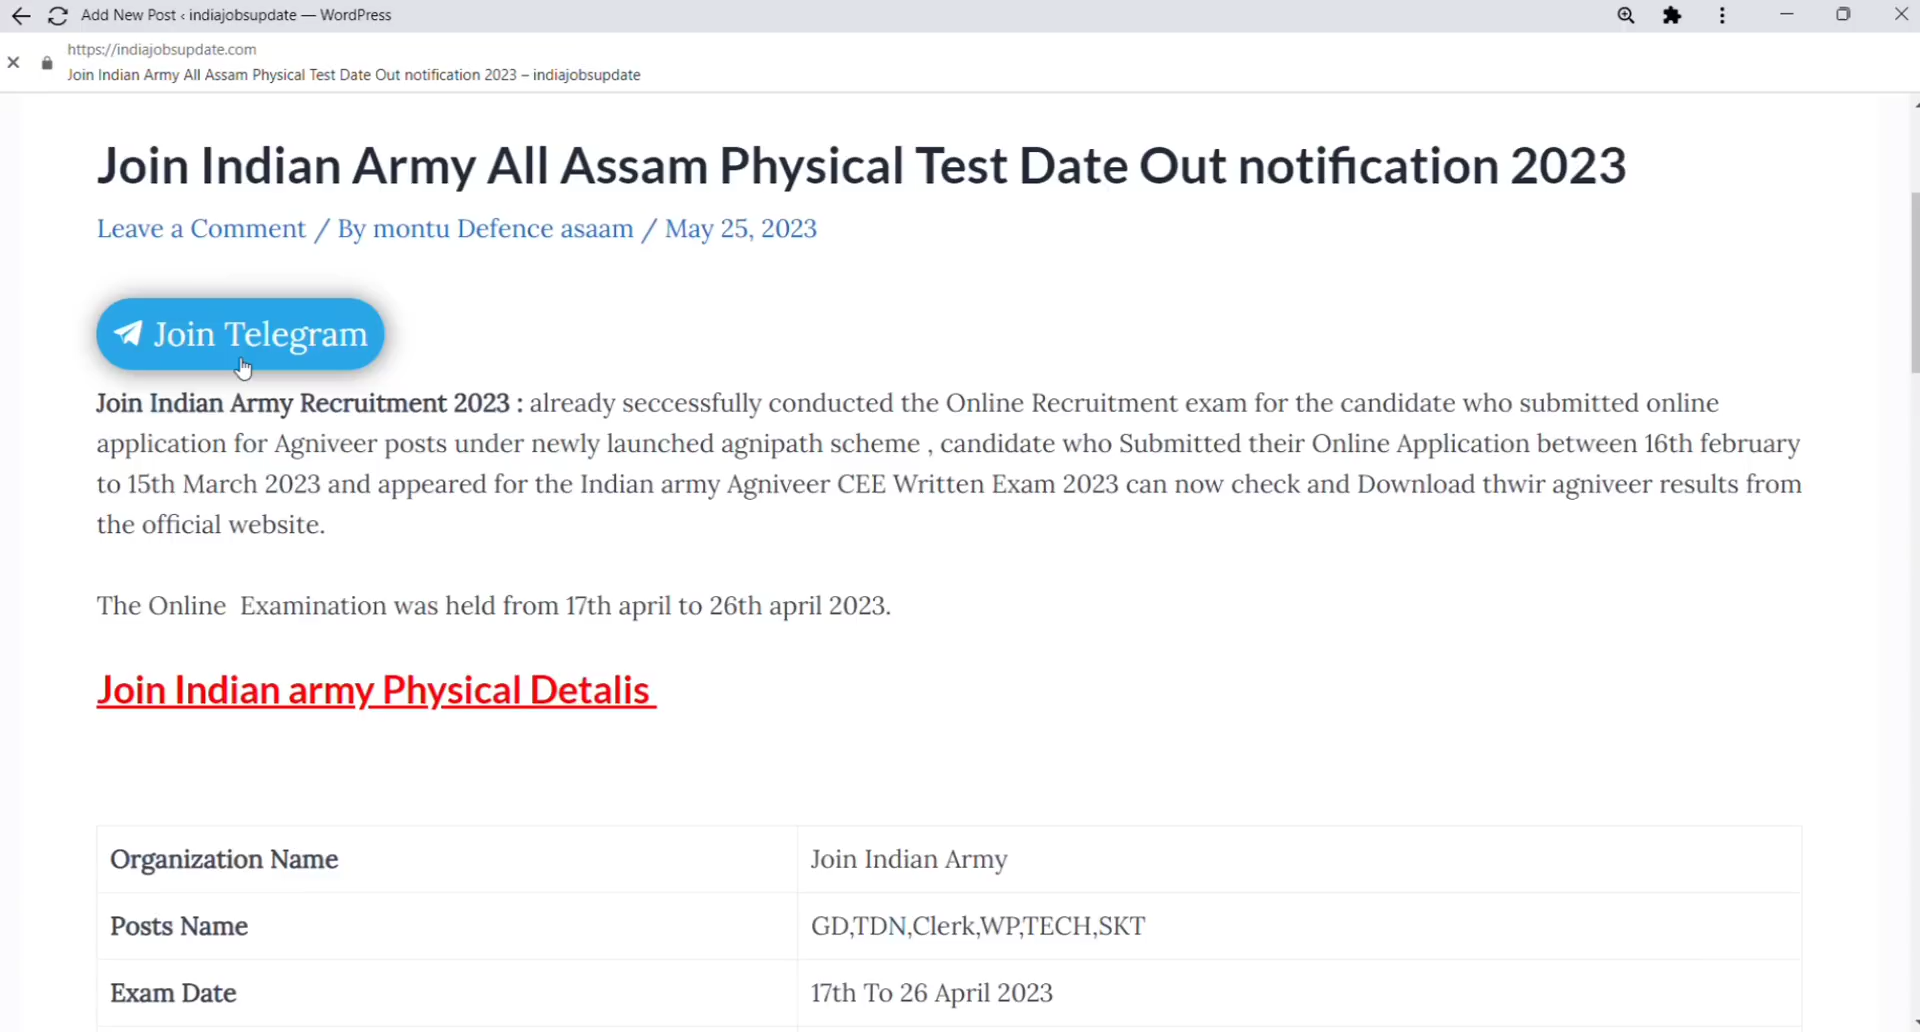 Add New Post ‹ indiajobsupdate — WordPress
https://indiajobsupdate.com
Join Indian Army All Assam Physical Test Date Out notification 2023 – indiajobsupdate
Join Indian Army All Assam Physical Test Date Out notification 2023
Leave a Comment / By montu Defence asaam / May 25, 2023
Join Telegram
Join Indian Army Recruitment 2023 : already seccessfully conducted the Online Recruitment exam for the candidate who submitted online
application for Agniveer posts under newly launched agnipath scheme , candidate who Submitted their Online Application between 16th february
to 15th March 2023 and appeared for the Indian army Agniveer CEE Written Exam 2023 can now check and Download thwir agniveer results from
the official website.
The Online  Examination was held from 17th april to 26th april 2023.
Join Indian army Physical Detalis
Organization Name Join Indian Army
Posts Name GD,TDN,Clerk,WP,TECH,SKT
Exam Date 17th To 26 April 2023